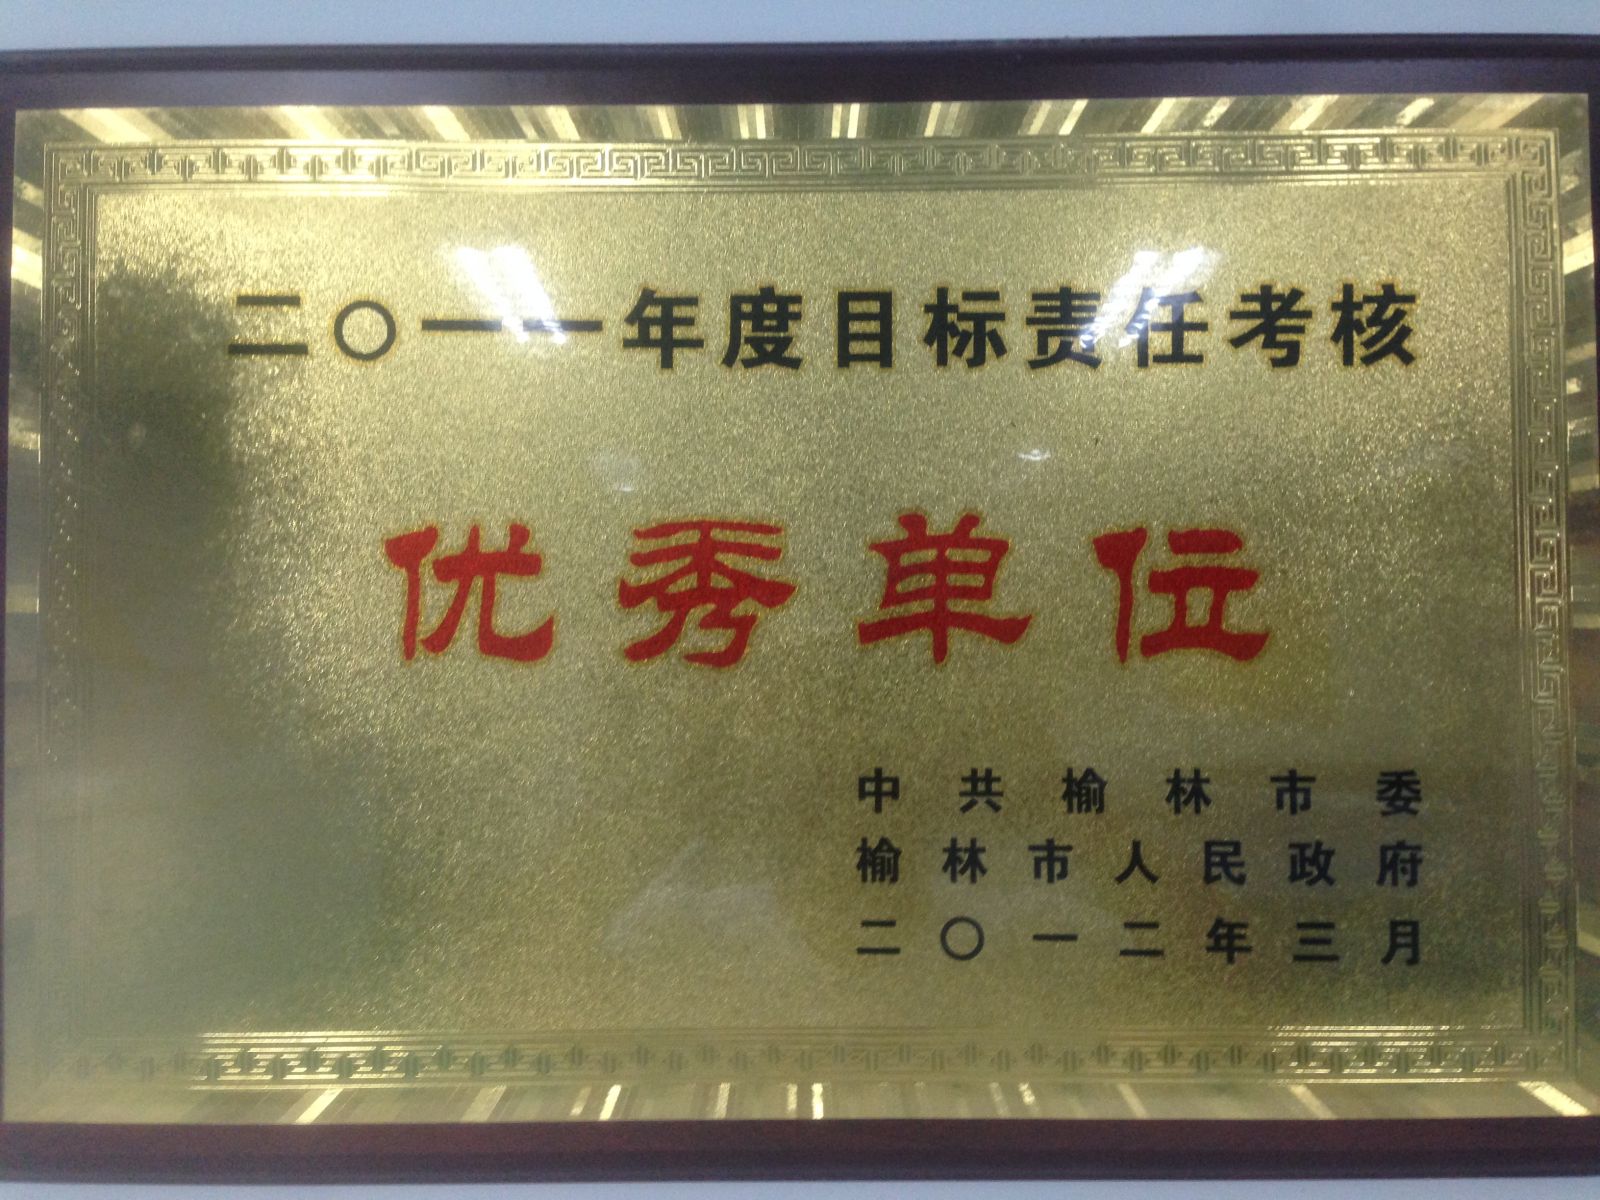 二〇一一年度目标责任考核
优秀单位
中共榆林市委
榆林市人民政府
二〇一二年三月